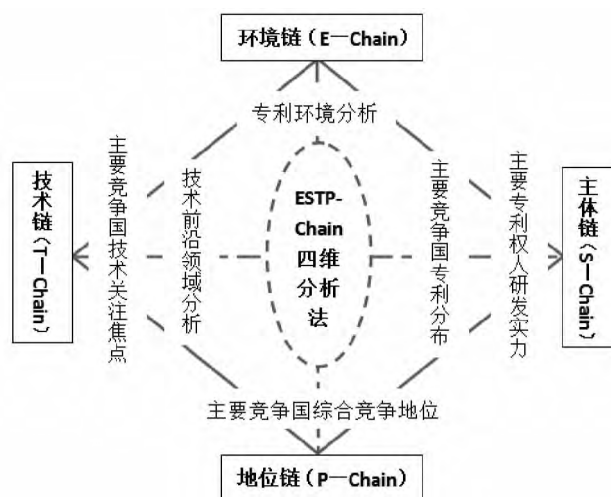 环境链（E—Chain）
专利环境分析
技术链（T—Chain）
主要竞争国技术关注焦点
技术前沿领域分析
ESTP-
Chain
四维
分析
法
主要竞争国专利分布
主要专利权人研发实力
主体链（S—Chain）
主要竞争国综合竞争地位
地位链（P—Chain）